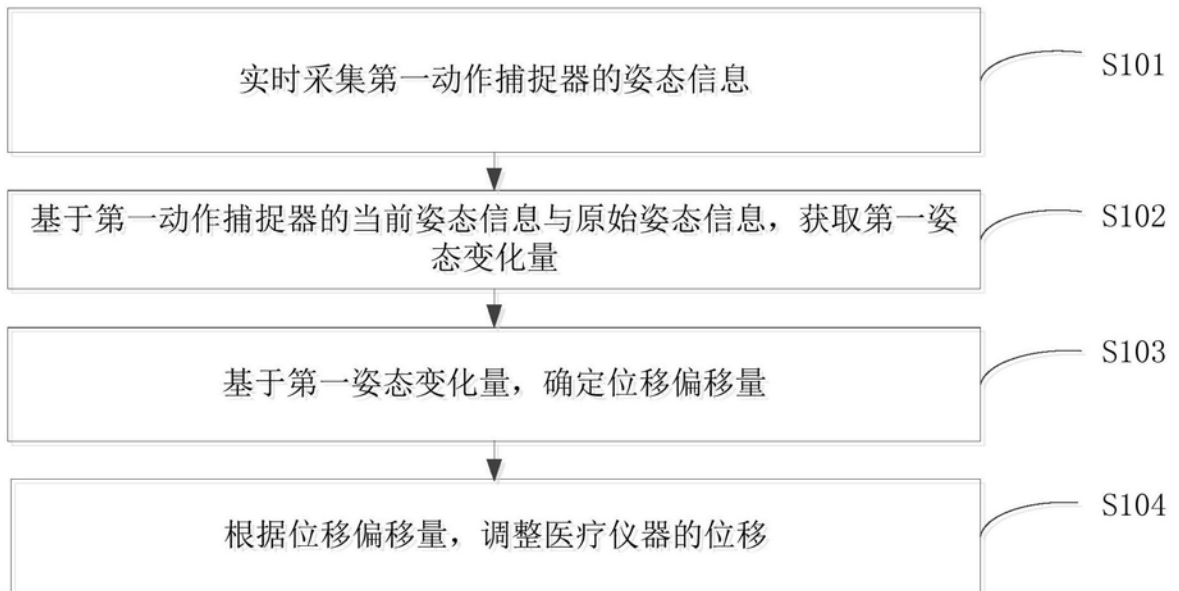 实时采集第一动作捕捉器的姿态信息
S101
基于第一动作捕捉器的当前姿态信息与原始姿态信息，获取第一姿
态变化量
S102
基于第一姿态变化量，确定位移偏移量
S103
根据位移偏移量，调整医疗仪器的位移
S104